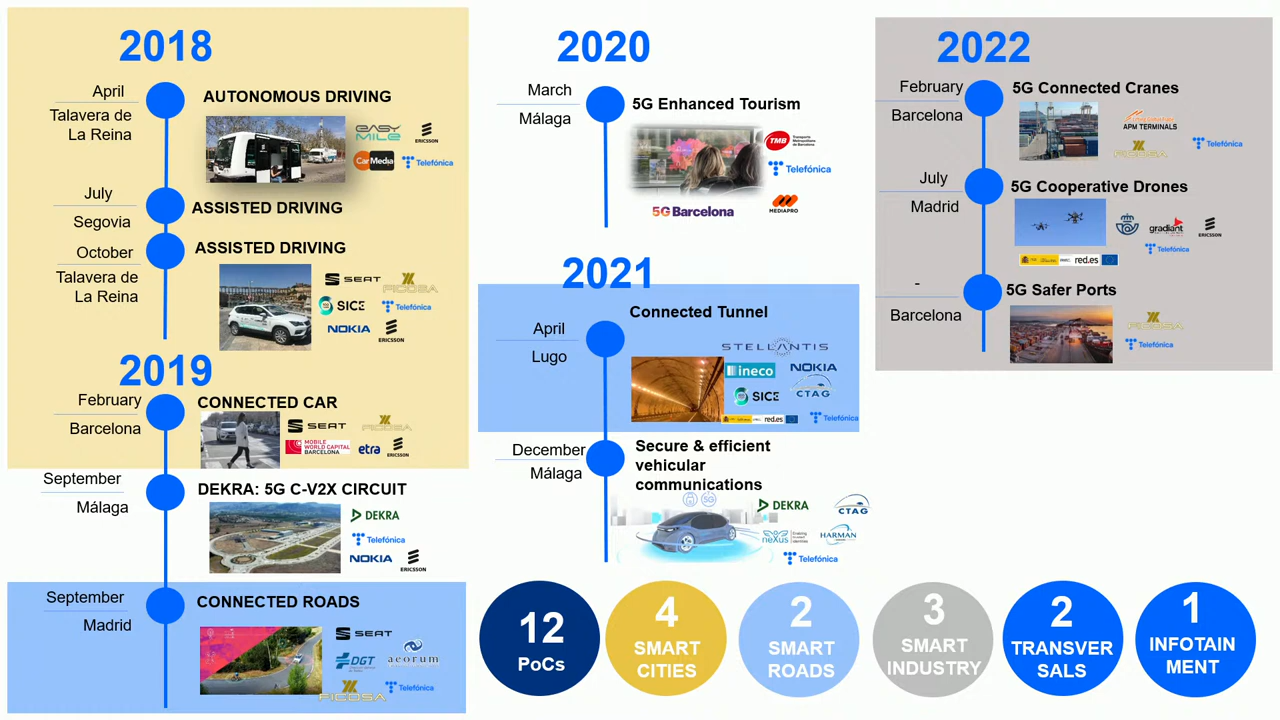 2018
April
Talavera de
La Reina
AUTONOMOUS DRIVING
EASY
MILE
ERICSSON
CarMedia
Telefónica
July
Segovia
ASSISTED DRIVING
October
Talavera de
La Reina
ASSISTED DRIVING
SEAT
FICOSA
SICE
Telefónica
NOKIA
ERICSSON
2019
February
Barcelona
CONNECTED CAR
SEAT
FICOSA
MOBILE
WORLD CAPITAL
BARCELONA
etra
ERICSSON
September
Málaga
DEKRA: 5G C-V2X CIRCUIT
DEKRA
Telefónica
NOKIA
ERICSSON
September
Madrid
CONNECTED ROADS
SEAT
DGT
aeorum
FICOSA
Telefónica
2020
March
Málaga
5G Enhanced Tourism
TMB
Transports
Metropolitans
de Barcelona
Telefónica
5GBarcelona
MEDIAPRO
2021
April
Lugo
Connected Tunnel
STELLANTIS
ineco
NOKIA
SICE
CTAG
red.es
Telefónica
December
Málaga
Secure & efficient
vehicular
communications
5G
DEKRA
CTAG
neXus
HARMAN
Telefónica
2022
February
Barcelona
5G Connected Cranes
APM TERMINALS
FICOSA
Telefónica
July
Madrid
5G Cooperative Drones
gradiant
ERICSSON
Telefónica
red.es
-
Barcelona
5G Safer Ports
FICOSA
Telefónica
12
PoCs
4
SMART
CITIES
2
SMART
ROADS
3
SMART
INDUSTRY
2
TRANSVER
SALS
1
INFOTAIN
MENT